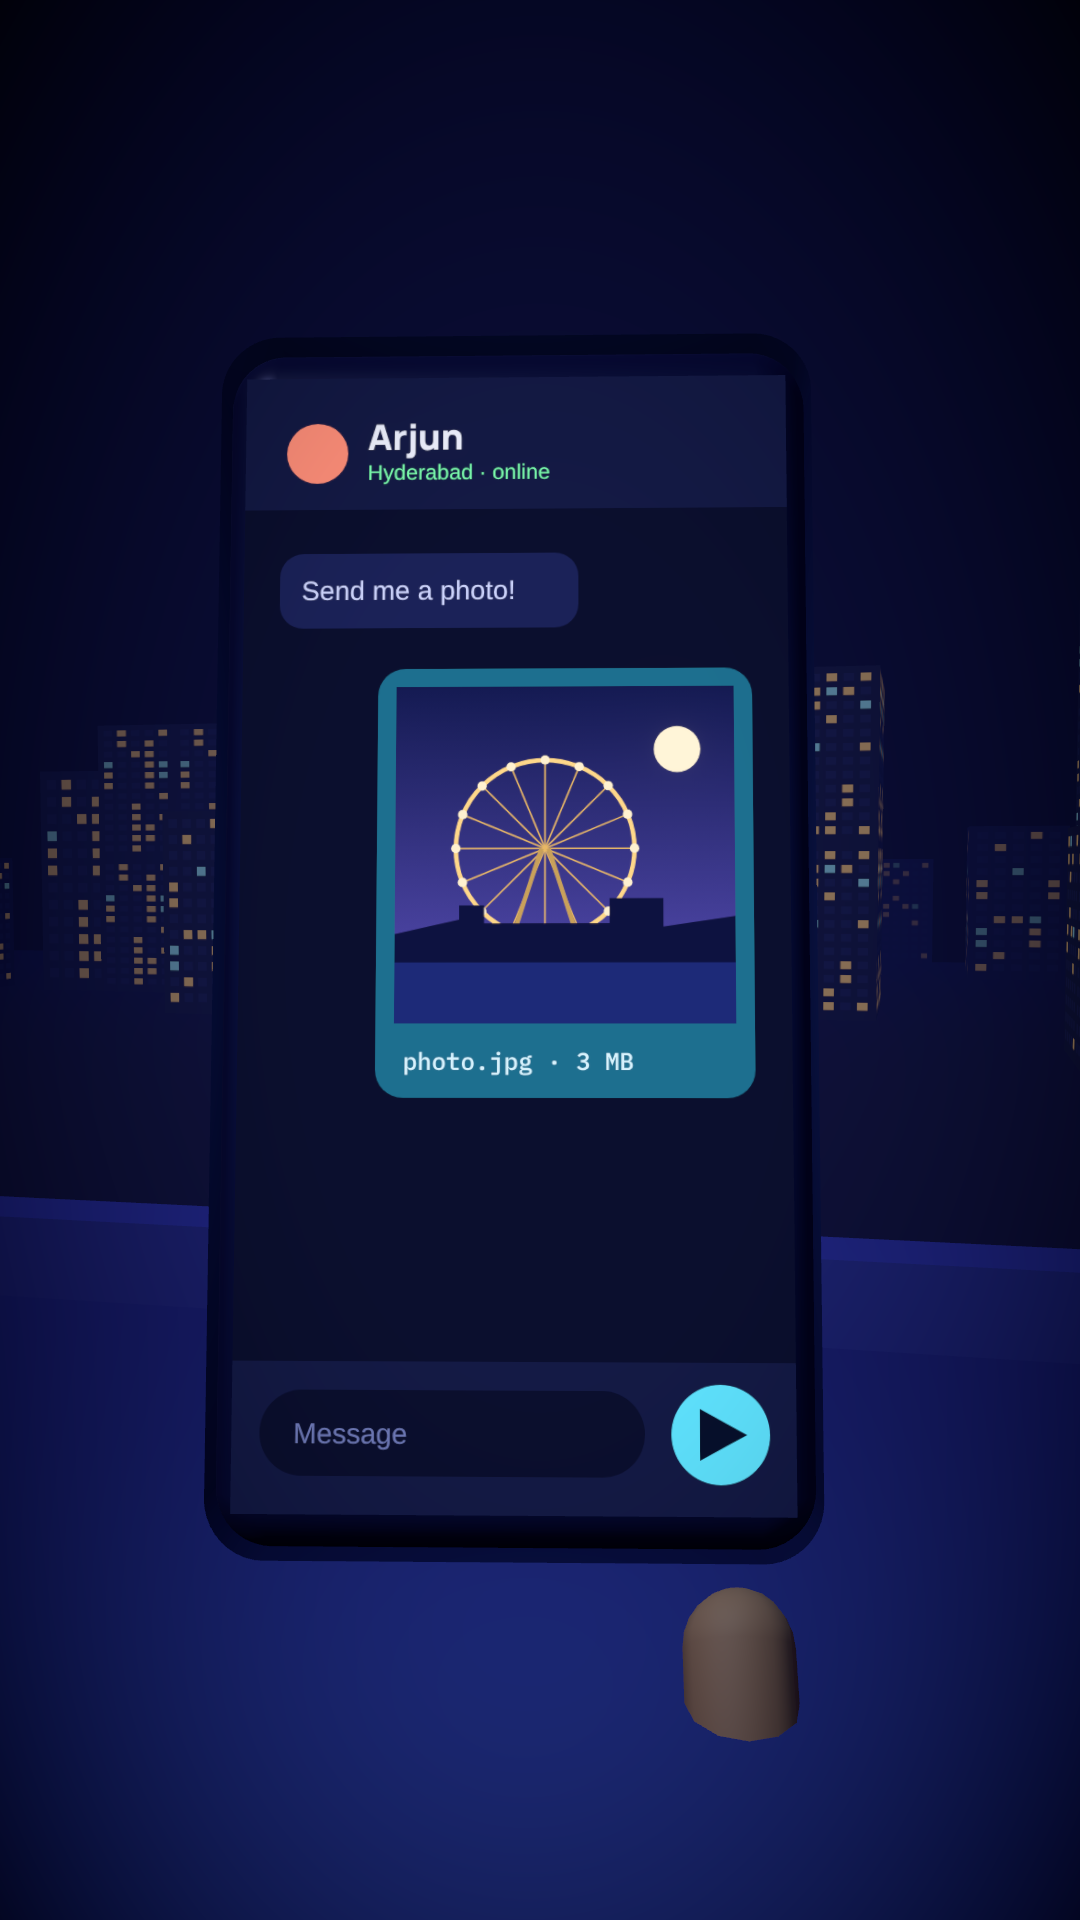 Arjun
Hyderabad · online
Send me a photo!
photo.jpg · 3 MB
Message